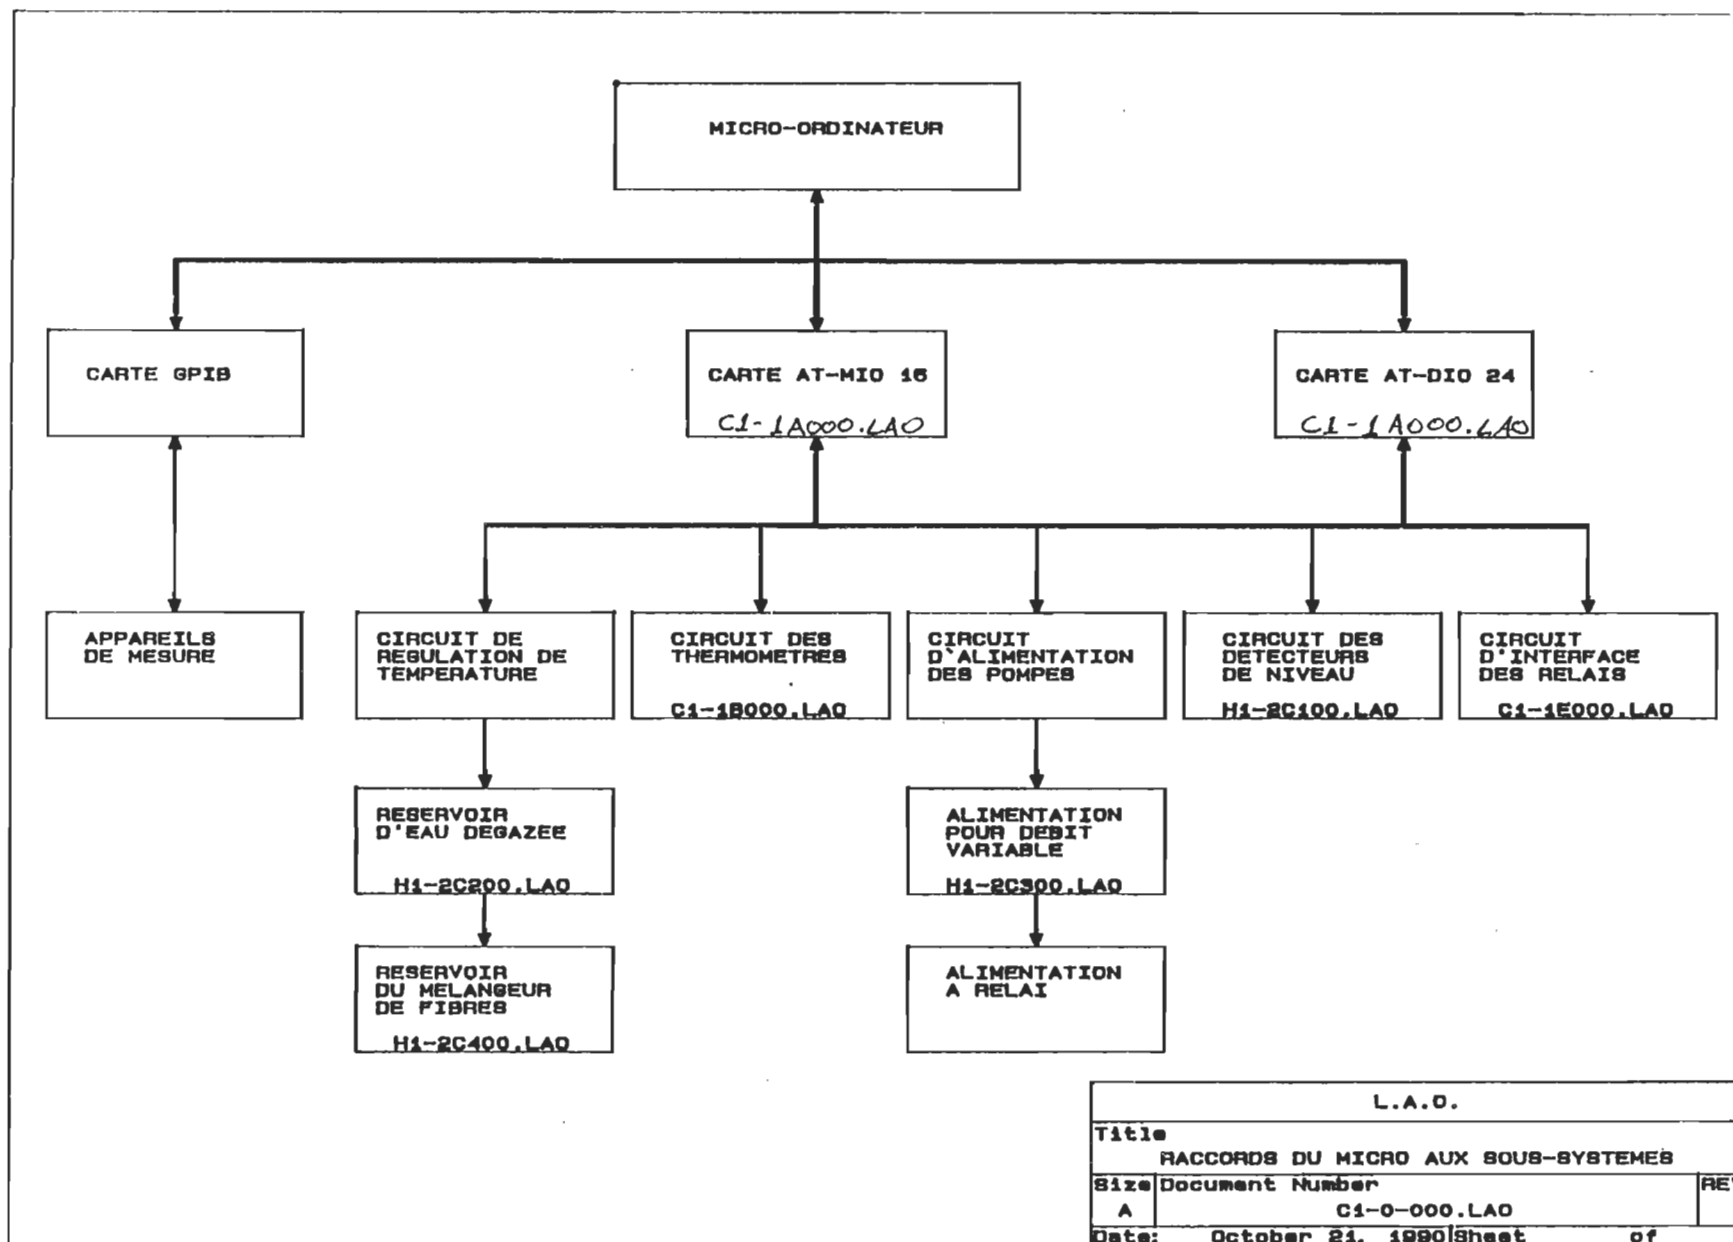 MICRO-ORDINATEUR
CARTE GPIB
CARTE AT-MIO 16
C1-1A000.LAO
CARTE AT-DIO 24
C1-1A000.LAO
APPAREILS
DE MESURE
CIRCUIT DE
REGULATION DE
TEMPERATURE
CIRCUIT DES
THERMOMETRES
C1-1B000.LAO
CIRCUIT
D'ALIMENTATION
DES POMPES
CIRCUIT DES
DETECTEURS
DE NIVEAU
H1-2C100.LAO
CIRCUIT
D'INTERFACE
DES RELAIS
C1-1E000.LAO
RESERVOIR
D'EAU DEGAZEE
H1-2C200.LAO
ALIMENTATION
POUR DEBIT
VARIABLE
H1-2C300.LAO
RESERVOIR
DU MELANGEUR
DE FIBRES
H1-2C400.LAO
ALIMENTATION
A RELAI
L.A.O.
Title
RACCORDS DU MICRO AUX SOUS-SYSTEMES
Size Document Number
A C1-0-000.LAO
Date: October 21, 1990 Sheet of